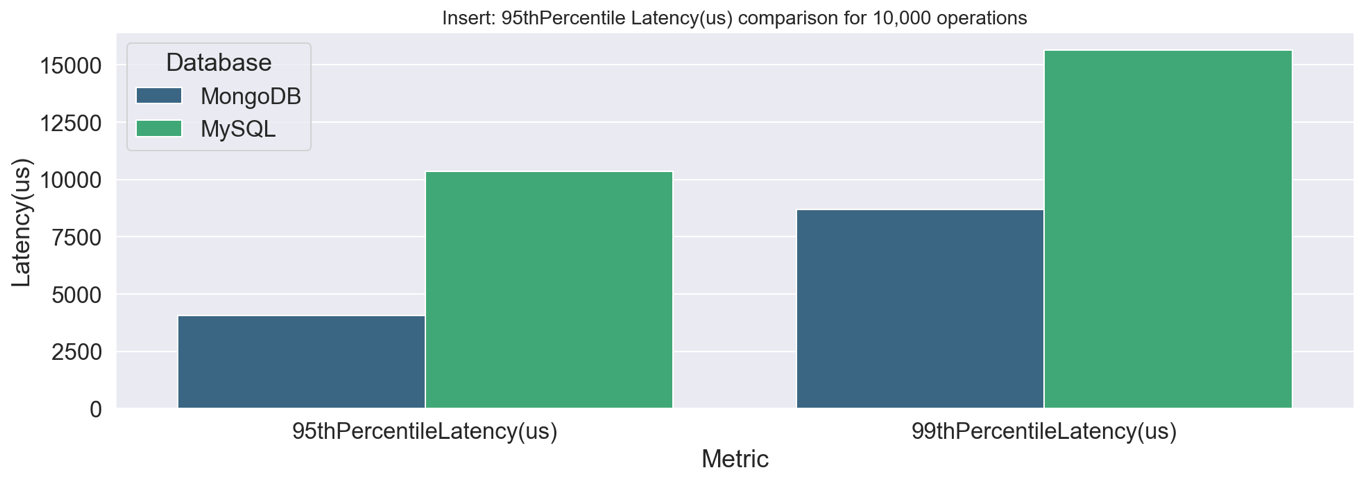 Insert: 95thPercentile Latency(us) comparison for 10,000 operations
Database
MongoDB
MySQL
Latency(us)
15000
12500
10000
7500
5000
2500
0
95thPercentileLatency(us)
99thPercentileLatency(us)
Metric